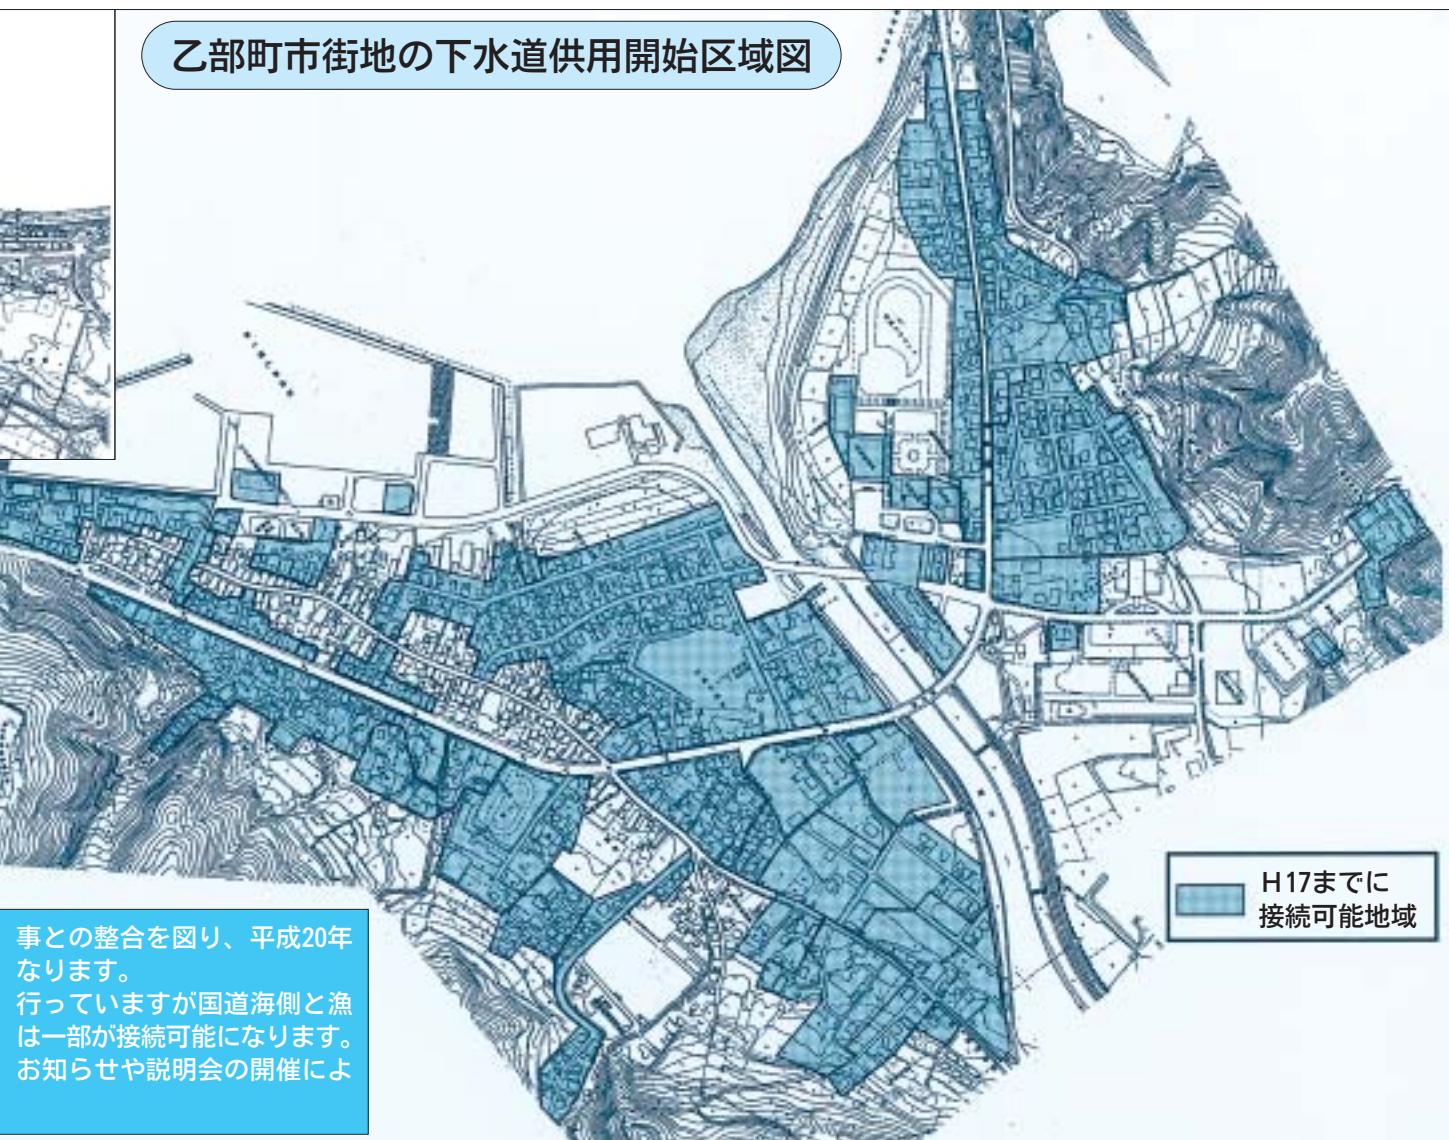 乙部町市街地の下水道供用開始区域図
H17までに
接続可能地域
事との整合を図り、平成20年
なります。
行っていますが国道海側と漁
は一部が接続可能になります。
お知らせや説明会の開催によ